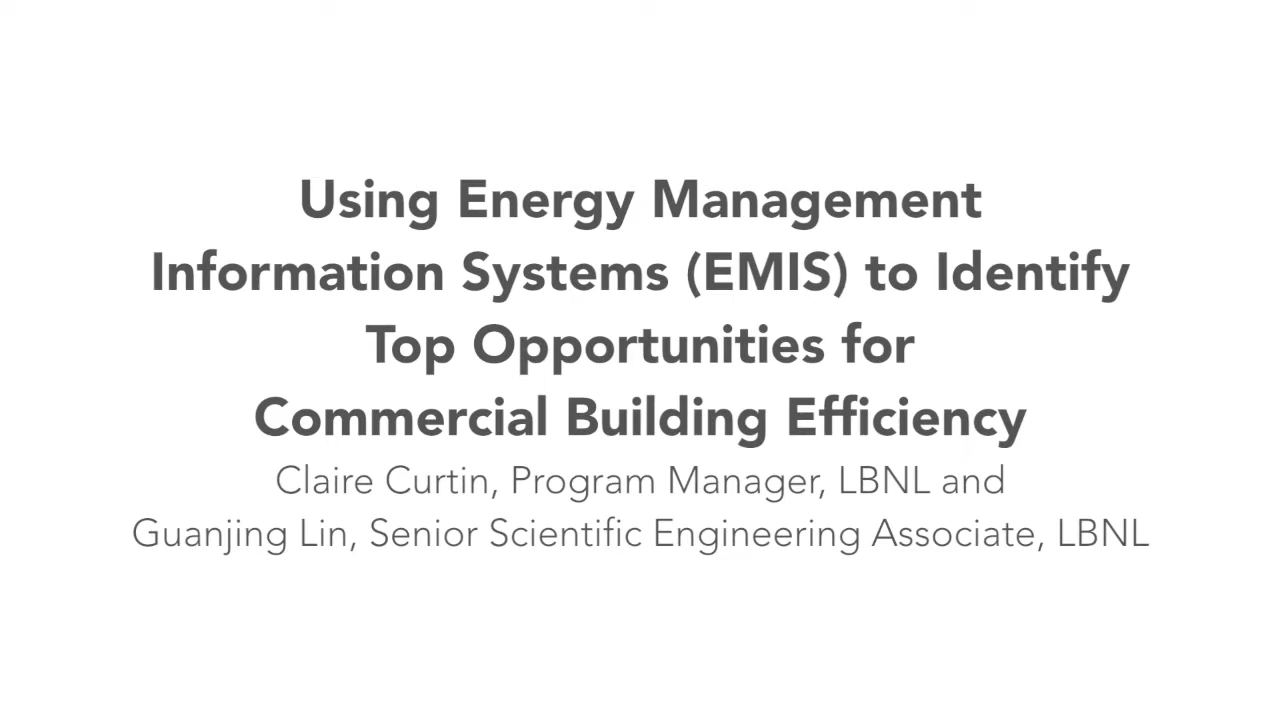 Using Energy Management
Information Systems (EMIS) to Identify
Top Opportunities for
Commercial Building Efficiency
Claire Curtin, Program Manager, LBNL and
Guanjing Lin, Senior Scientific Engineering Associate, LBNL